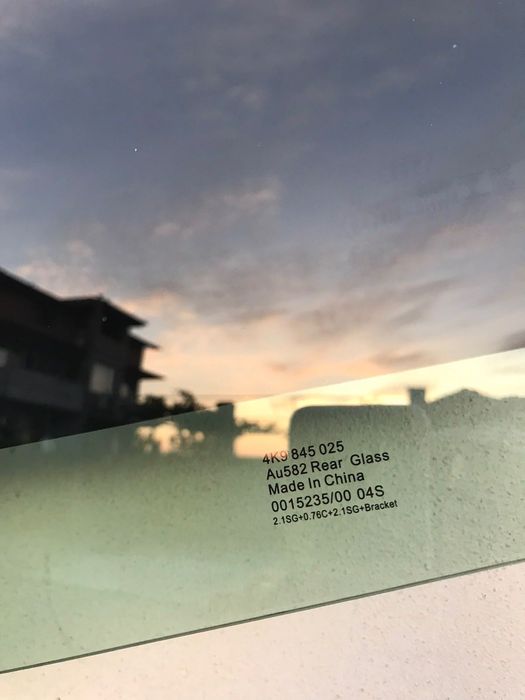 4K9 845 025
Au582 Rear Glass
Made In China
0015235/00 04S
2.1SG+0.76C+2.1SG+Bracket